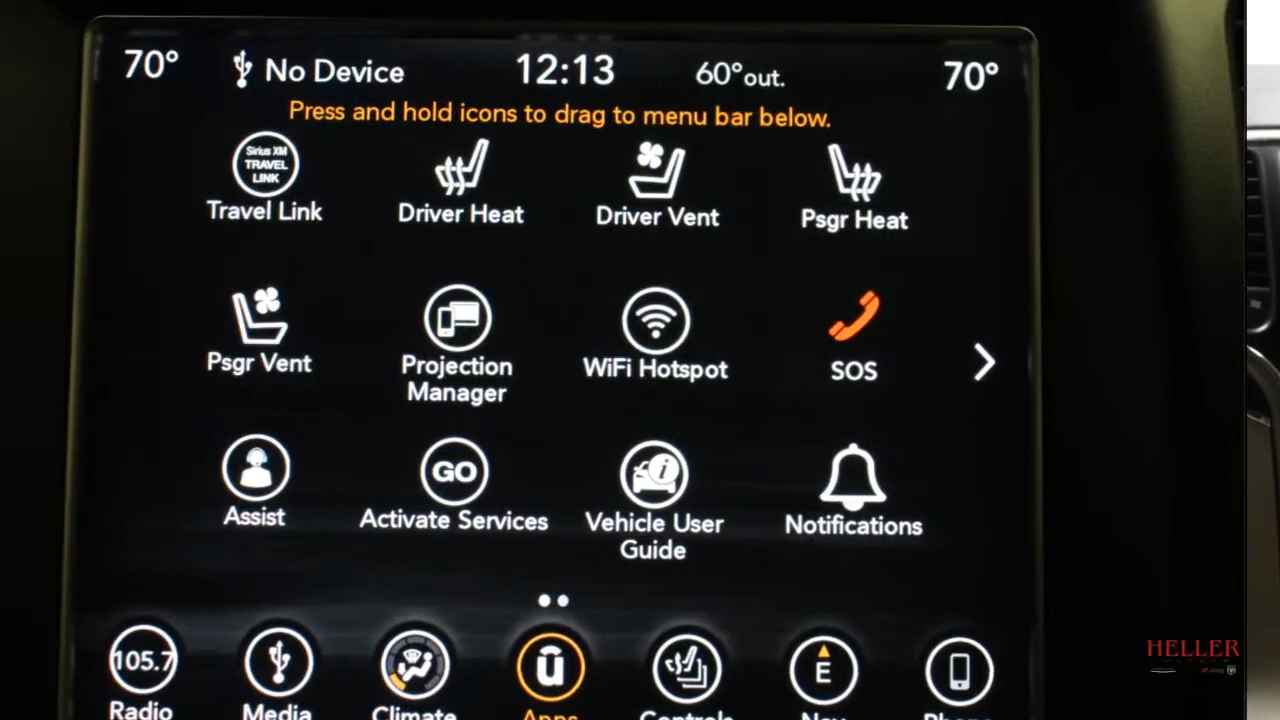 70° No Device 12:13 60°out. 70°
Press and hold icons to drag to menu bar below.
Sirius XM
TRAVEL
LINK
Travel Link Driver Heat Driver Vent Psgr Heat
Psgr Vent Projection Manager WiFi Hotspot SOS
GO
Assist Activate Services Vehicle User Guide Notifications
105.7 E
Radio Media Climate Apps Controls Nav Phone
HELLER